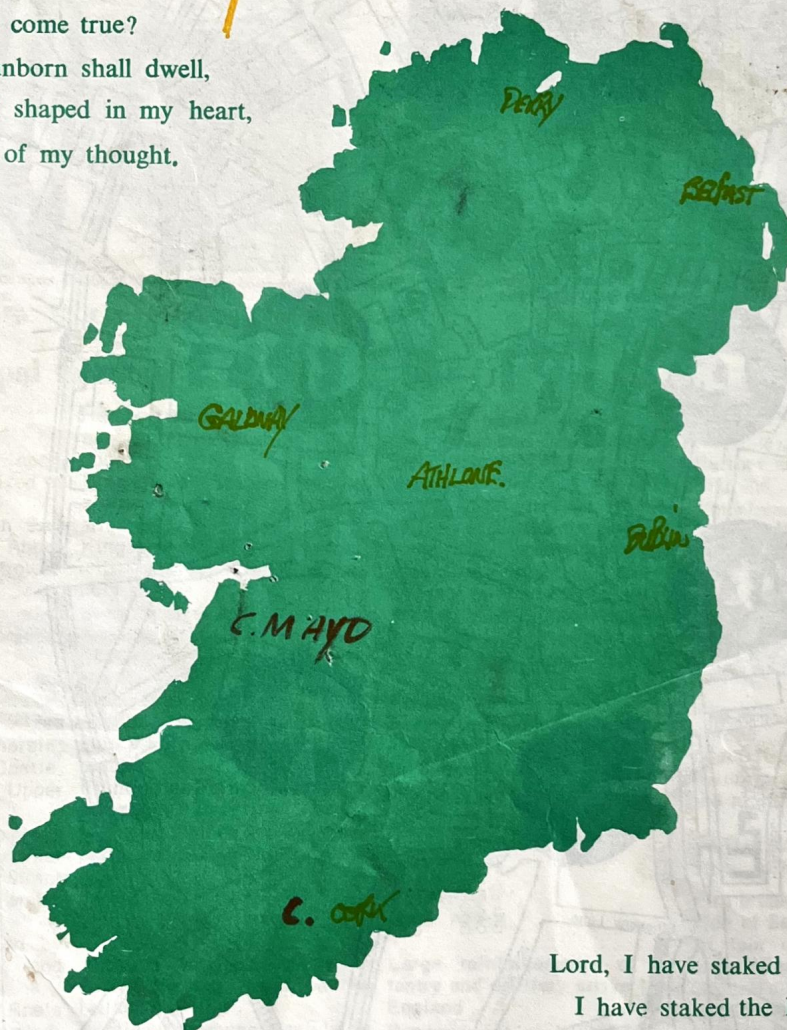 come true?
nborn shall dwell,
shaped in my heart,
of my thought.
DERRY
BELFAST
GALWAY
ATHLONE.
DUBLIN
C. MAYO
C. CORK
Lord, I have staked
I have staked the